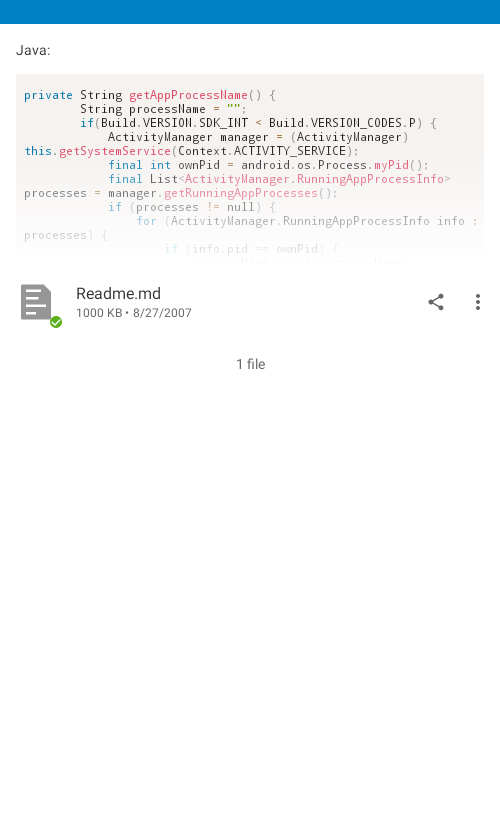 Java:
private String getAppProcessName() {
String processName = "";
if(Build.VERSION.SDK_INT < Build.VERSION_CODES.P) {
ActivityManager manager = (ActivityManager)
this.getSystemService(Context.ACTIVITY_SERVICE);
final int ownPid = android.os.Process.myPid();
final List<ActivityManager.RunningAppProcessInfo>
processes = manager.getRunningAppProcesses();
if (processes != null) {
for (ActivityManager.RunningAppProcessInfo info :
processes) {
if (info.pid == ownPid) {
Readme.md
1000 KB • 8/27/2007
1 file